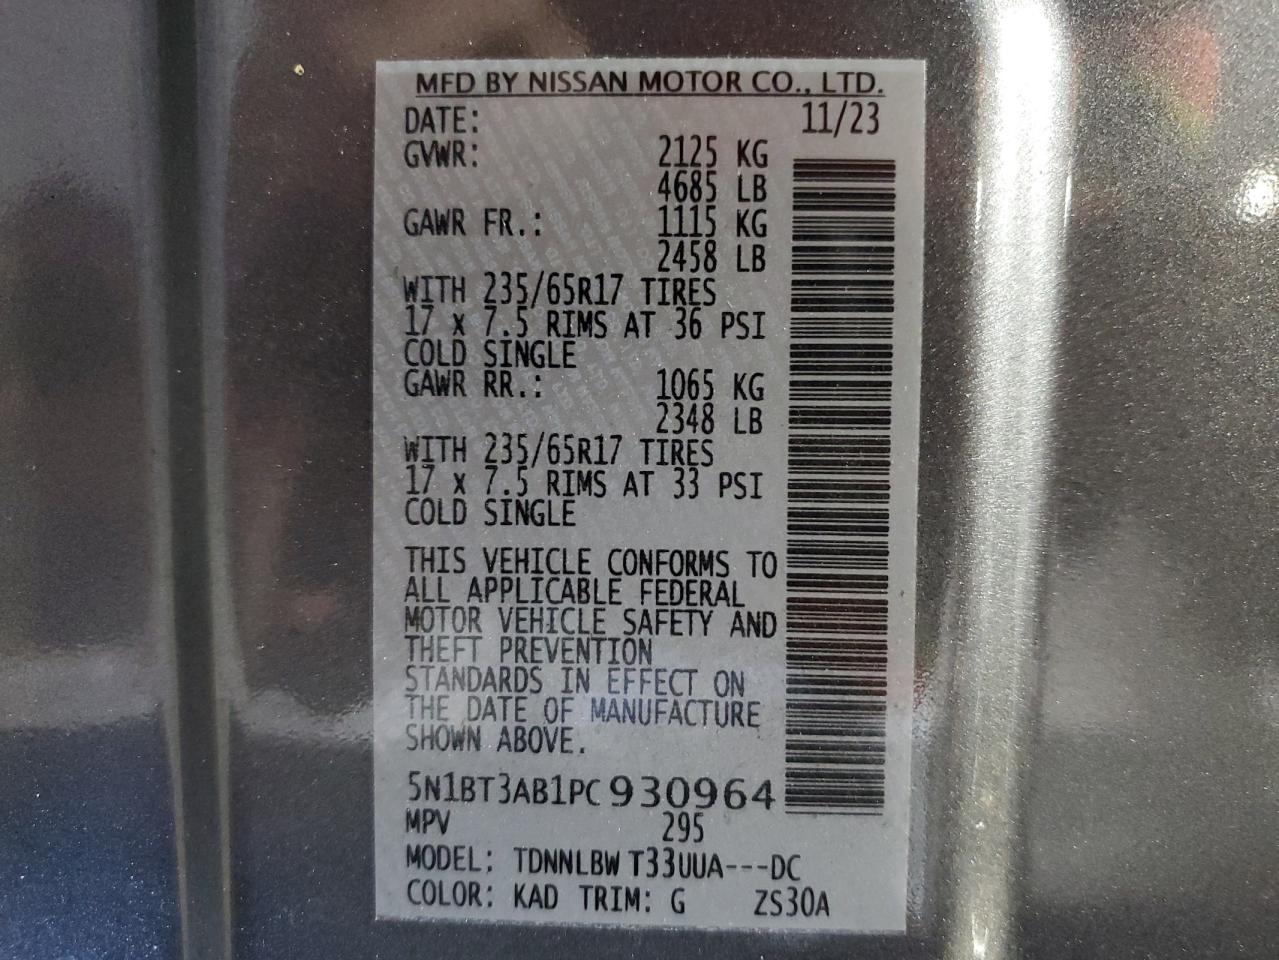 MFD BY NISSAN MOTOR CO., LTD.
DATE: 11/23
GVWR: 2125 KG
4685 LB
GAWR FR.: 1115 KG
2458 LB
WITH 235/65R17 TIRES
17 x 7.5 RIMS AT 36 PSI
COLD SINGLE
GAWR RR.: 1065 KG
2348 LB
WITH 235/65R17 TIRES
17 x 7.5 RIMS AT 33 PSI
COLD SINGLE
THIS VEHICLE CONFORMS TO
ALL APPLICABLE FEDERAL
MOTOR VEHICLE SAFETY AND
THEFT PREVENTION
STANDARDS IN EFFECT ON
THE DATE OF MANUFACTURE
SHOWN ABOVE.
5N1BT3AB1PC930964
MPV 295
MODEL: TDNNLBW T33UUA---DC
COLOR: KAD TRIM: G ZS30A